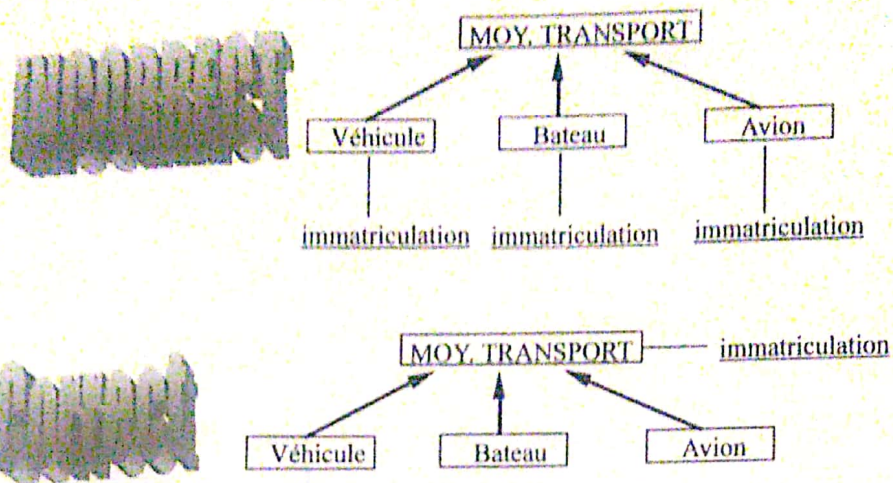 MOY. TRANSPORT
Véhicule Bateau Avion
immatriculation immatriculation immatriculation
MOY. TRANSPORT immatriculation
Véhicule Bateau Avion